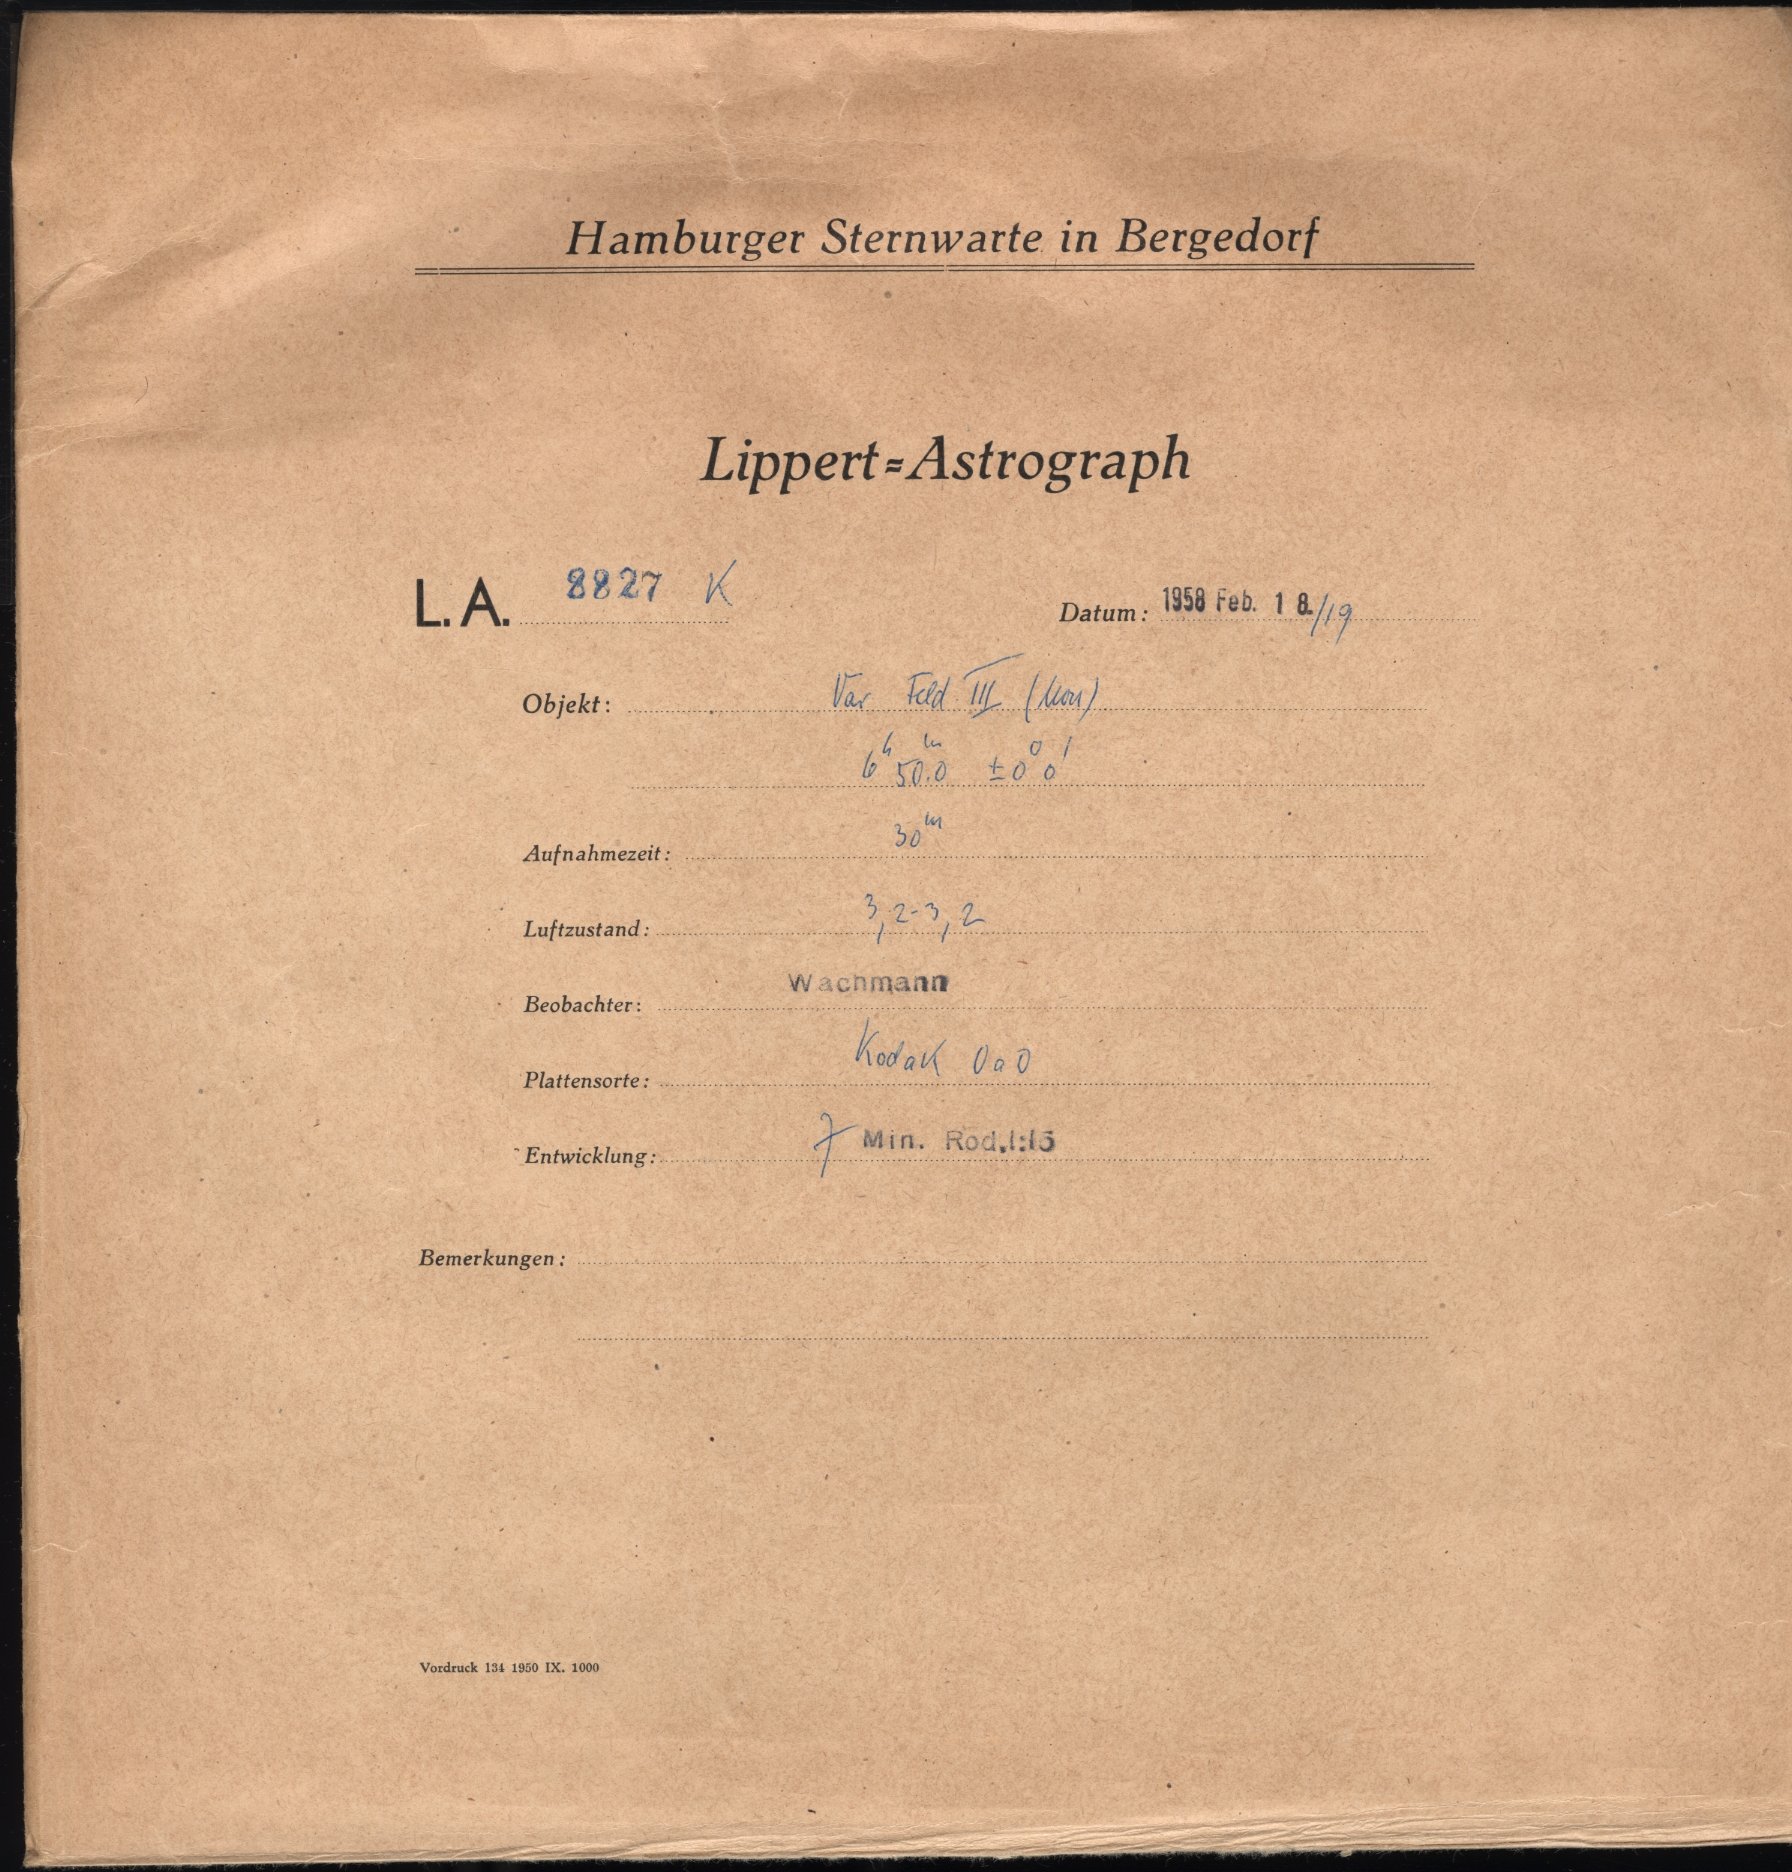 Hamburger Sternwarte in Bergedorf
Lippert=Astrograph
L. A. 8827 K
Datum: 1958 Feb. 18./19
Objekt: Var Feld III (Mon)
6h 50.0m ±0° 0'
Aufnahmezeit: 30m
Luftzustand: 3,2-3,2
Beobachter: Wachmann
Plattensorte: Kodak OaO
Entwicklung: 7 Min. Rod.1:15
Bemerkungen:
Vordruck 134 1950 IX. 1000